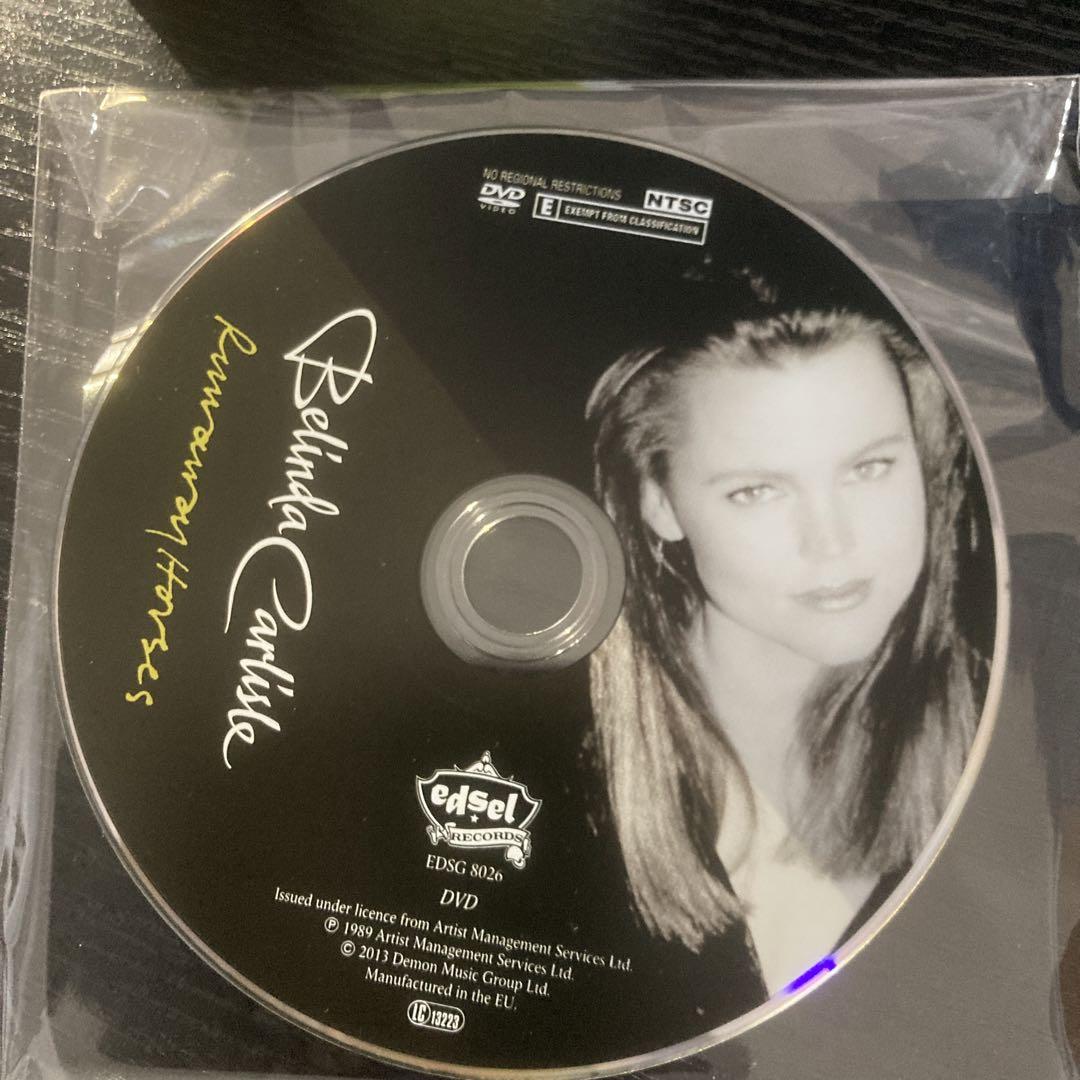 NO REGIONAL RESTRICTIONS
DVD
VIDEO
E EXEMPT FROM CLASSIFICATION
NTSC
Belinda Carlisle
Runaway Horses
edsel
RECORDS
EDSG 8026
DVD
Issued under licence from Artist Management Services Ltd.
Ⓟ 1989 Artist Management Services Ltd.
© 2013 Demon Music Group Ltd.
Manufactured in the EU.
LC 13223